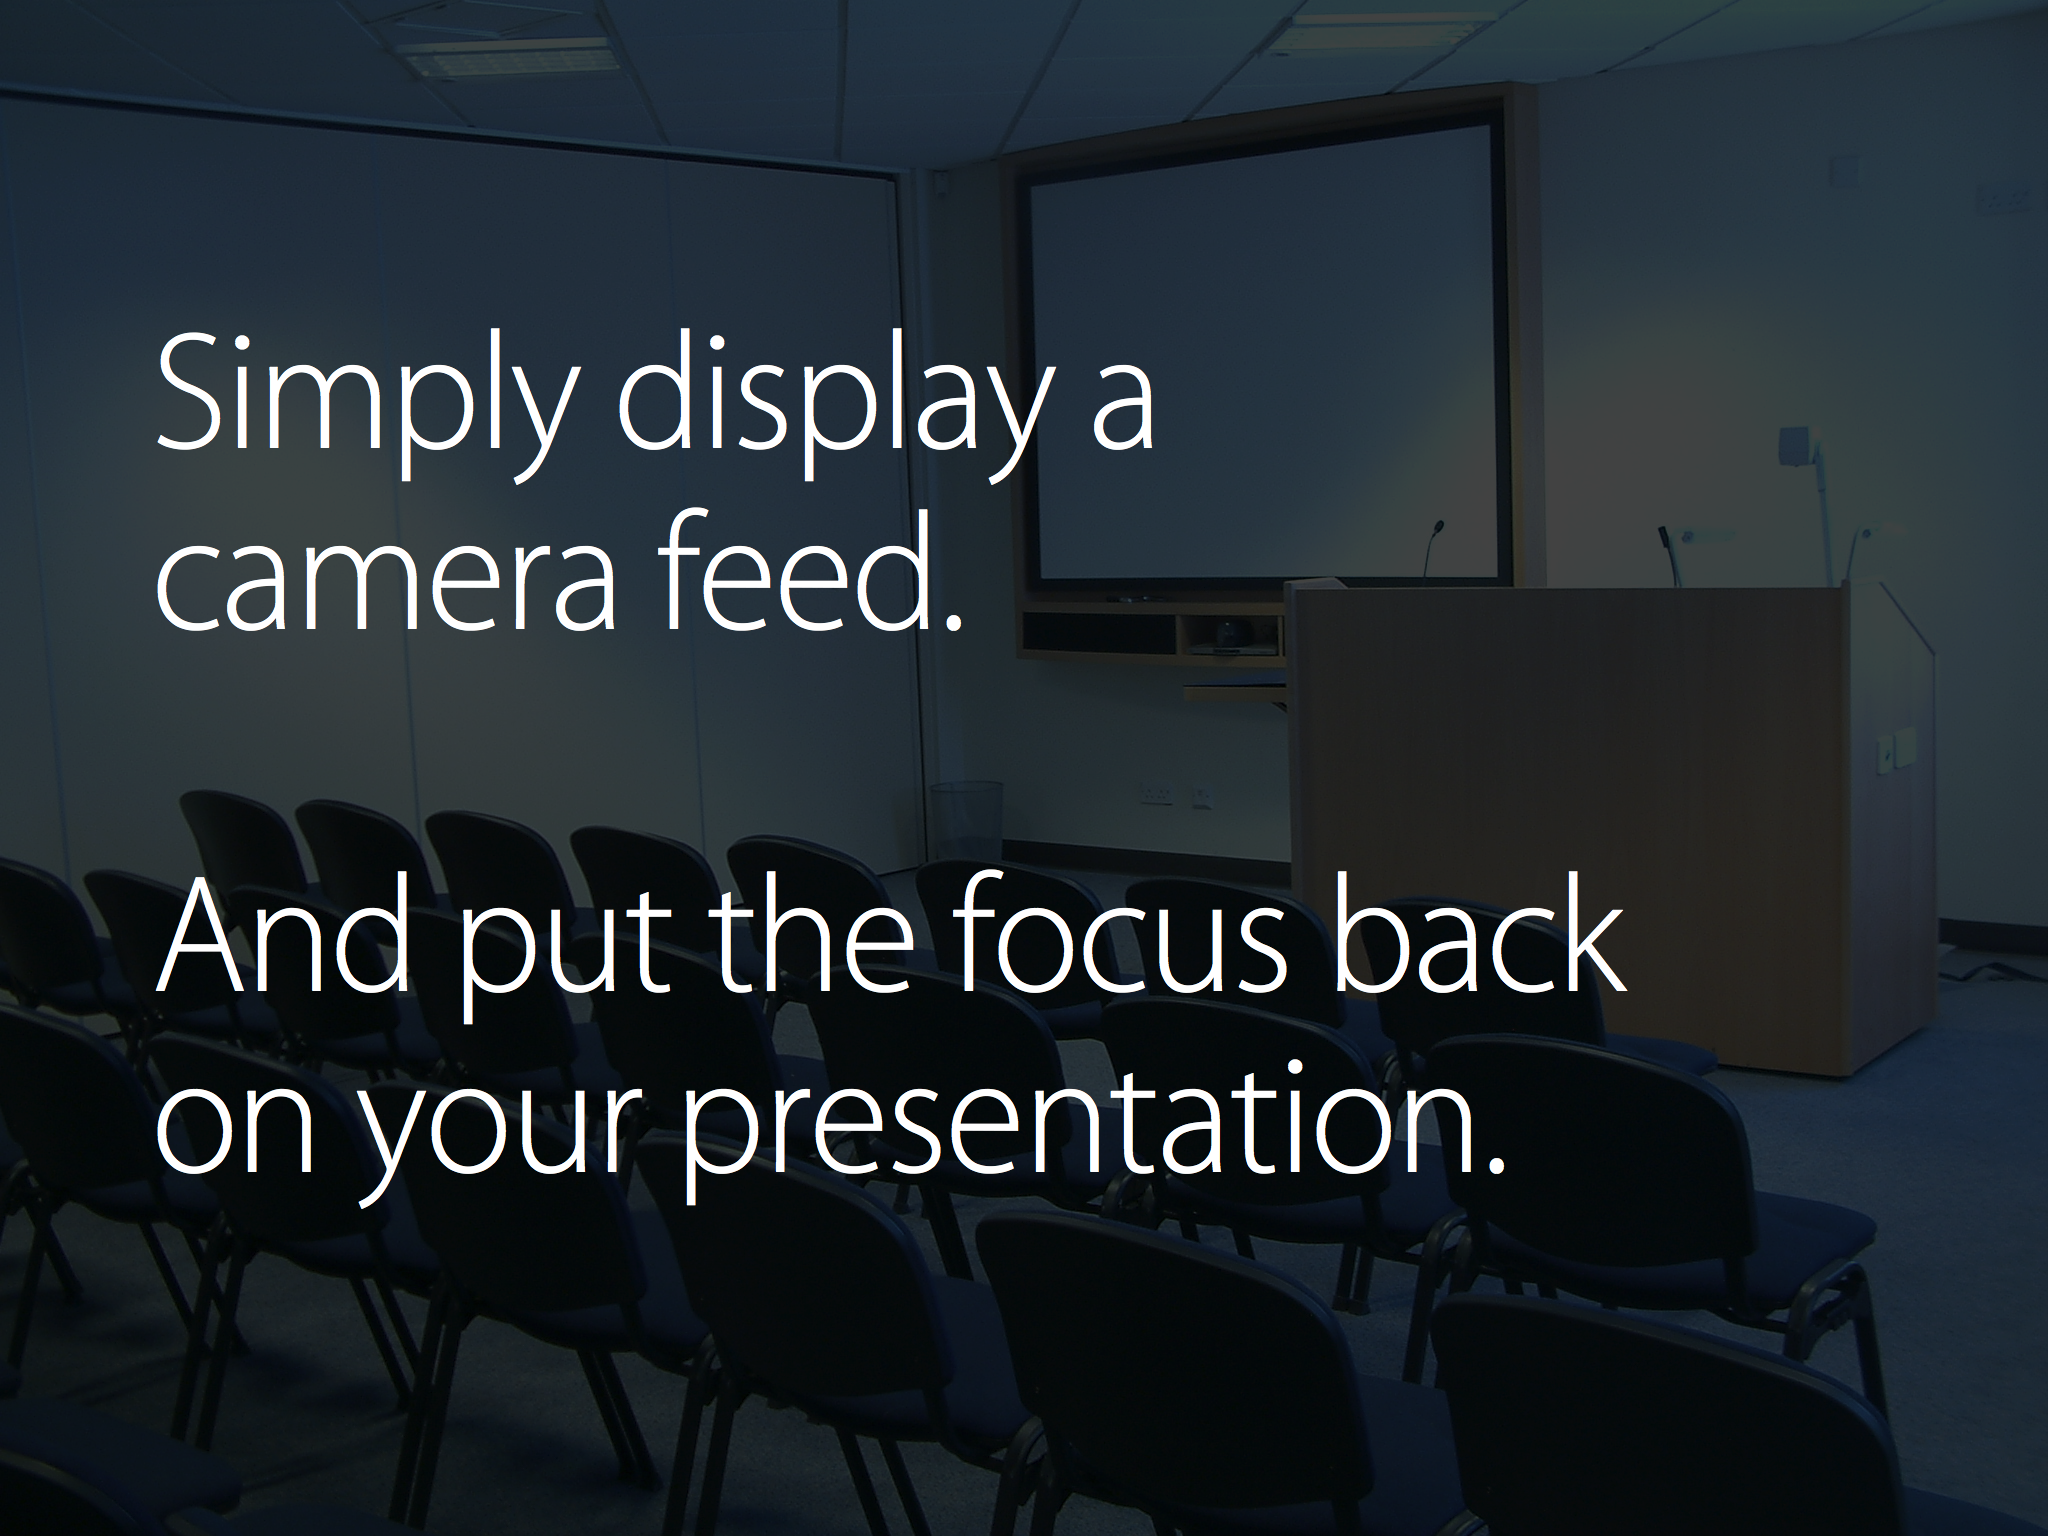 Simply display a
camera feed.
And put the focus back
on your presentation.